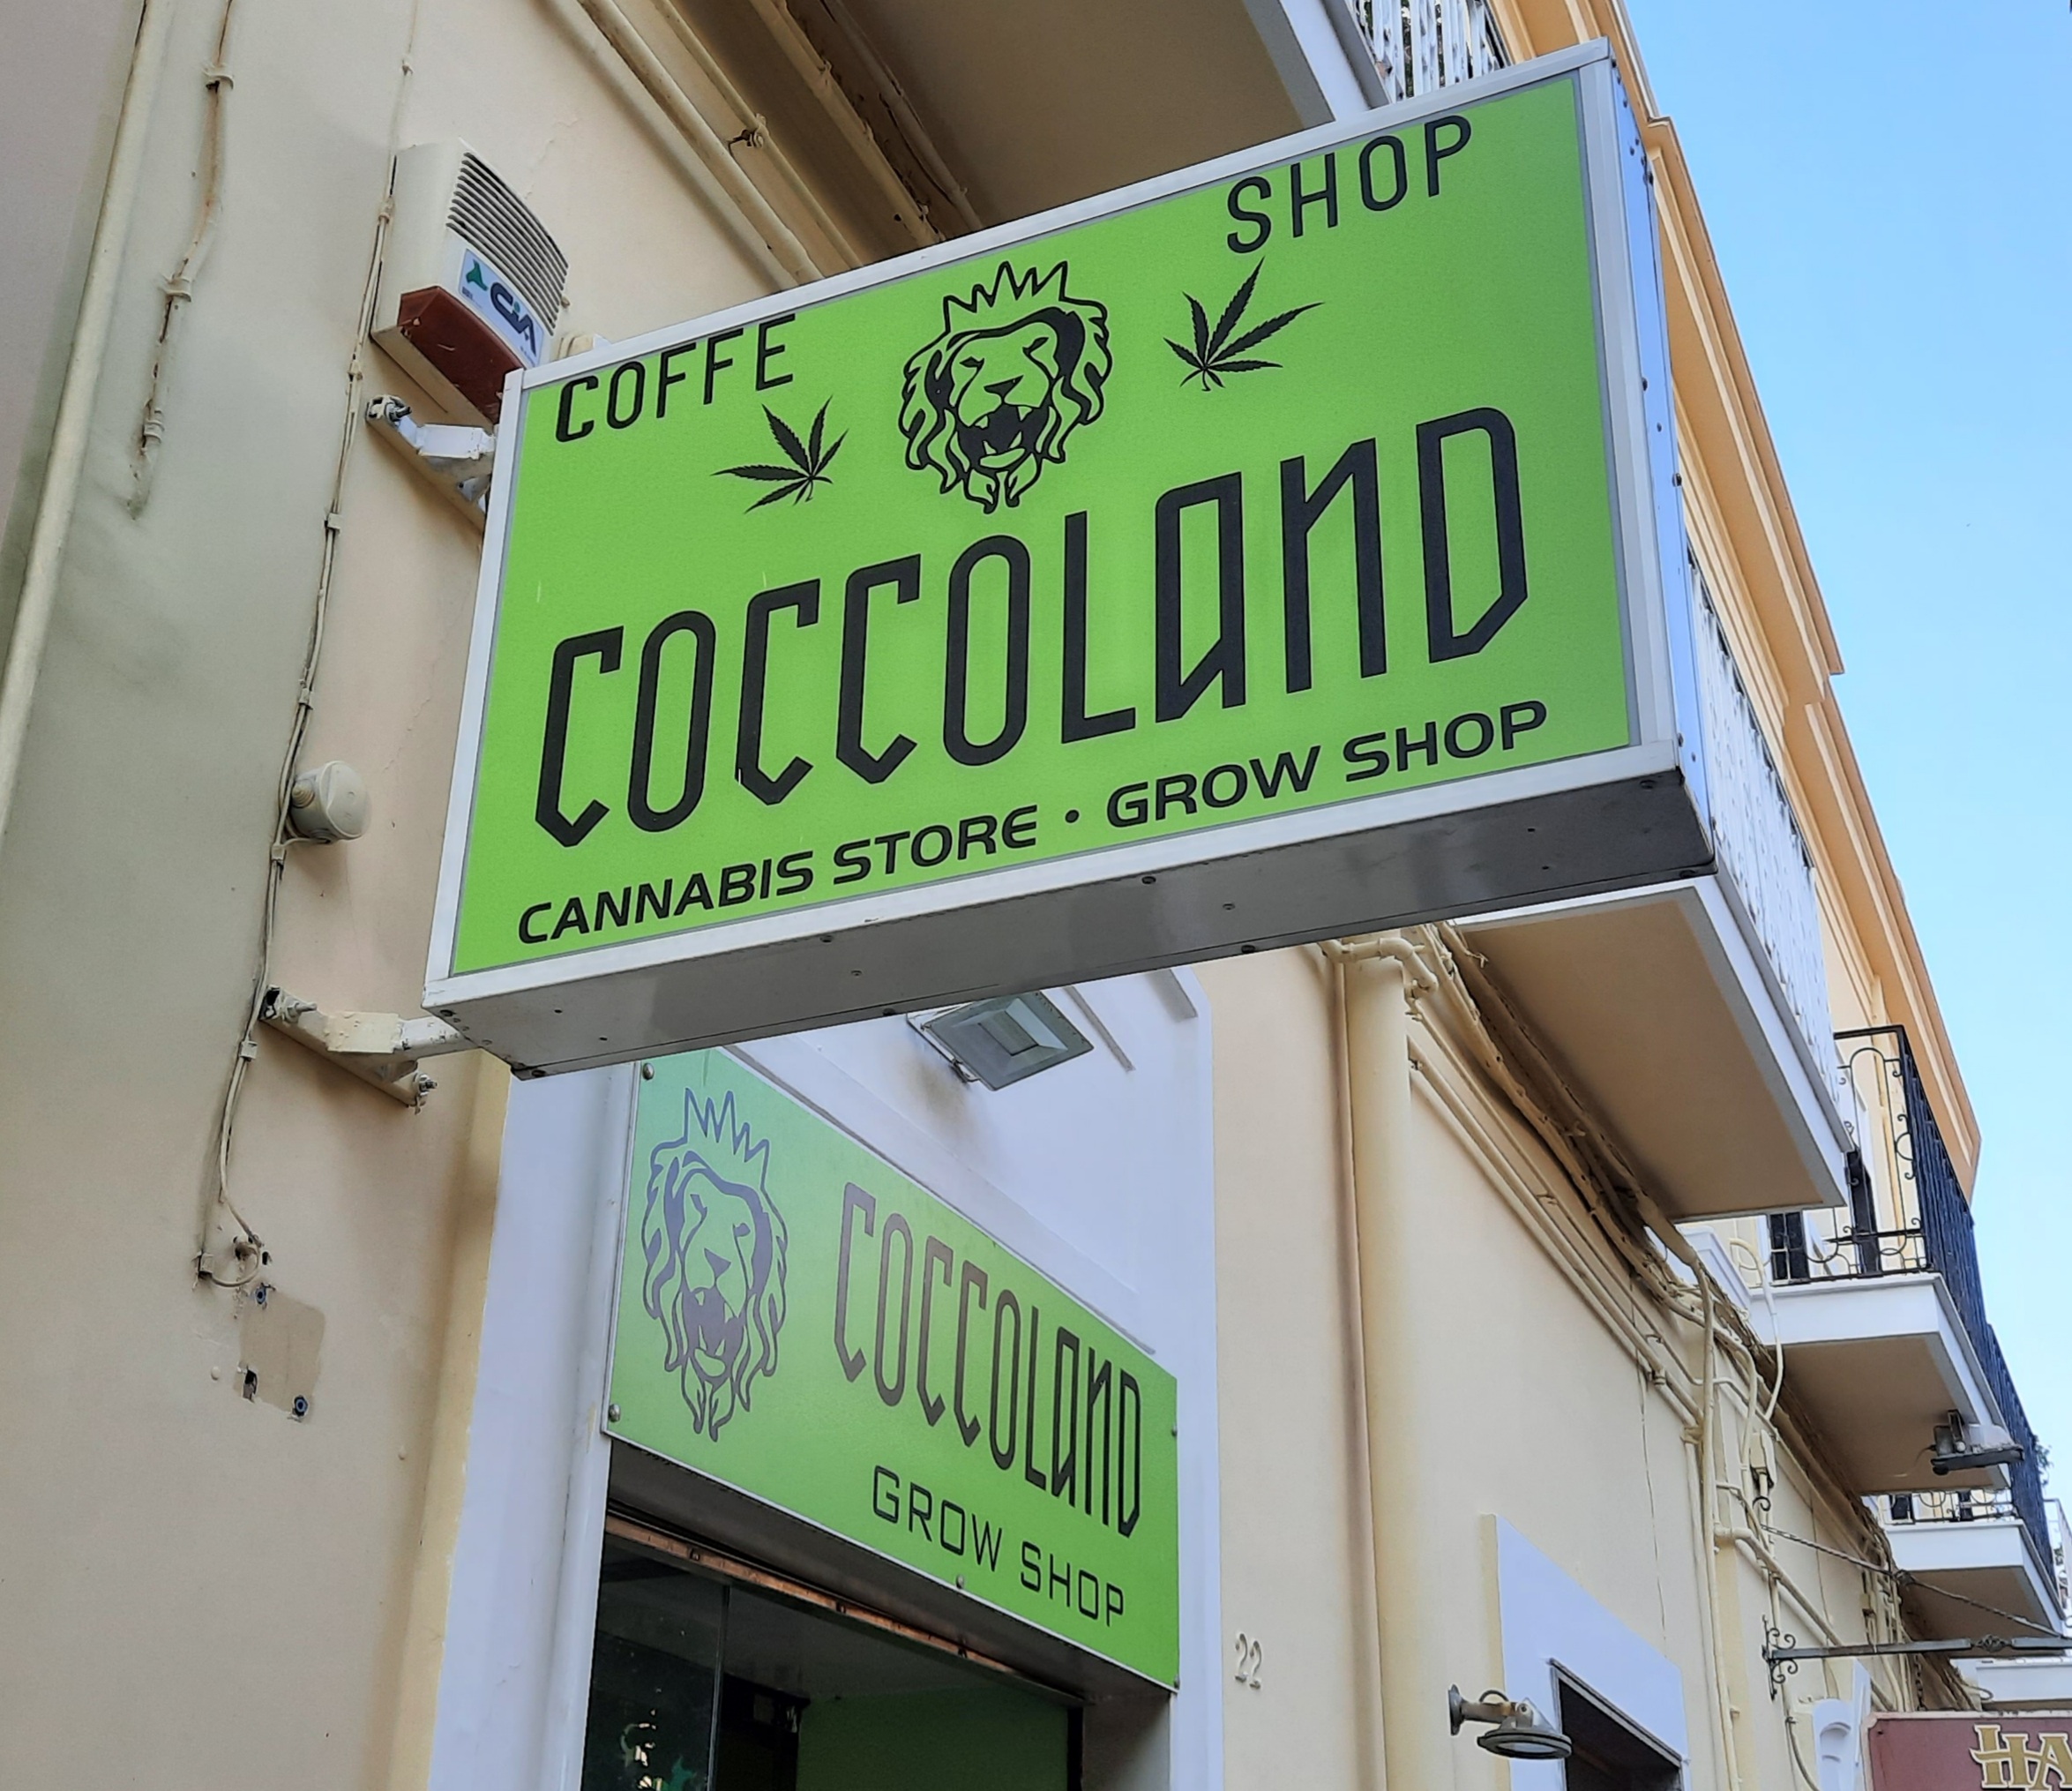 COFFE SHOP
COCCOLAND
CANNABIS STORE • GROW SHOP
COCCOLAND
GROW SHOP
22